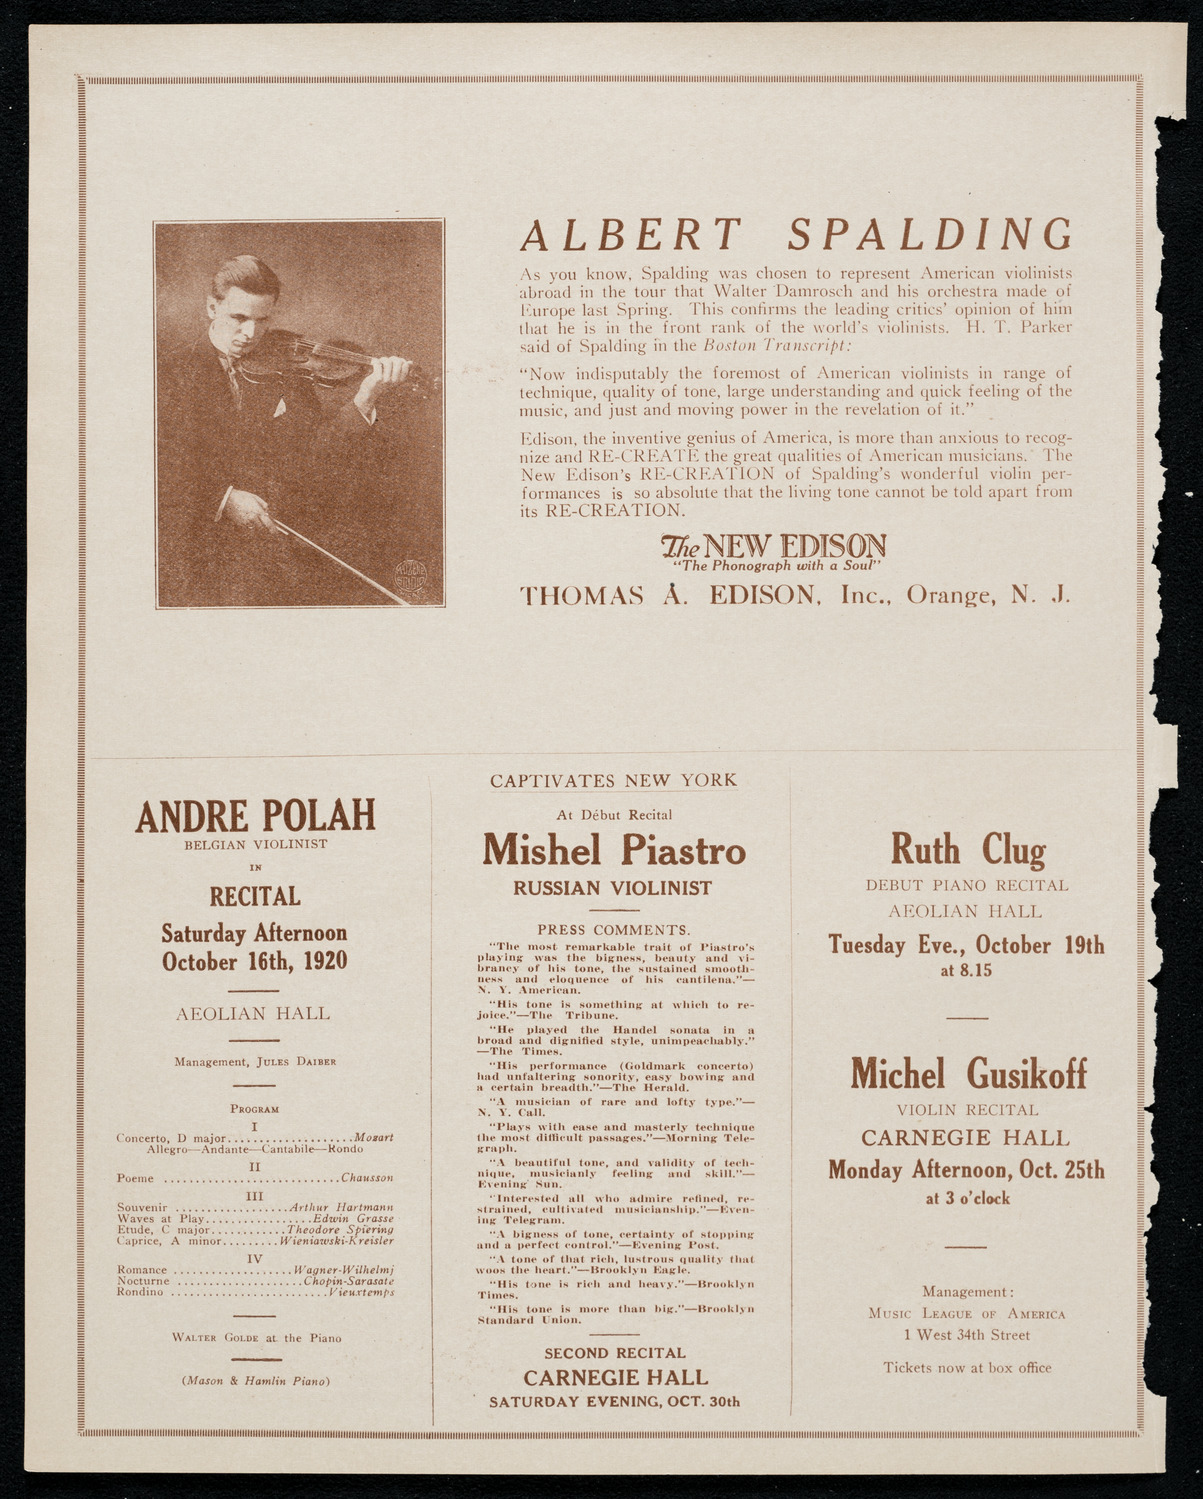 ALBERT SPALDING
As you know, Spalding was chosen to represent American violinists
abroad in the tour that Walter Damrosch and his orchestra made of
Europe last Spring. This confirms the leading critics' opinion of him
that he is in the front rank of the world's violinists. H. T. Parker
said of Spalding in the Boston Transcript:
"Now indisputably the foremost of American violinists in range of
technique, quality of tone, large understanding and quick feeling of the
music, and just and moving power in the revelation of it."
Edison, the inventive genius of America, is more than anxious to recog-
nize and RE-CREATE the great qualities of American musicians. The
New Edison's RE-CREATION of Spalding's wonderful violin per-
formances is so absolute that the living tone cannot be told apart from
its RE-CREATION.
The NEW EDISON
"The Phonograph with a Soul"
THOMAS A. EDISON, Inc., Orange, N. J.
ANDRE POLAH
BELGIAN VIOLINIST
IN
RECITAL
Saturday Afternoon
October 16th, 1920
AEOLIAN HALL
Management, JULES DAIBER
PROGRAM
I
Concerto, D major...................Mozart
Allegro—Andante—Cantabile—Rondo
II
Poeme ...........................Chausson
III
Souvenir .................Arthur Hartmann
Waves at Play................Edwin Grasse
Etude, C major...........Theodore Spiering
Caprice, A minor.........Wieniawski-Kreisler
IV
Romance ..................Wagner-Wilhelmj
Nocturne ...................Chopin-Sarasate
Rondino ........................Vieuxtemps
WALTER GOLDE at the Piano
(Mason & Hamlin Piano)
CAPTIVATES NEW YORK
At Début Recital
Mishel Piastro
RUSSIAN VIOLINIST
PRESS COMMENTS.
"The most remarkable trait of Piastro's
playing was the bigness, beauty and vi-
brancy of his tone, the sustained smooth-
ness and eloquence of his cantilena."—
N. Y. American.
"His tone is something at which to re-
joice."—The Tribune.
"He played the Handel sonata in a
broad and dignified style, unimpeachably."
—The Times.
"His performance (Goldmark concerto)
had unfaltering sonority, easy bowing and
a certain breadth."—The Herald.
"A musician of rare and lofty type."—
N. Y. Call.
"Plays with ease and masterly technique
the most difficult passages."—Morning Tele-
graph.
"A beautiful tone, and validity of tech-
nique, musicianly feeling and skill."—
Evening Sun.
"Interested all who admire refined, re-
strained, cultivated musicianship."—Even-
ing Telegram.
"A bigness of tone, certainty of stopping
and a perfect control."—Evening Post.
"A tone of that rich, lustrous quality that
woos the heart."—Brooklyn Eagle.
"His tone is rich and heavy."—Brooklyn
Times.
"His tone is more than big."—Brooklyn
Standard Union.
SECOND RECITAL
CARNEGIE HALL
SATURDAY EVENING, OCT. 30th
Ruth Clug
DEBUT PIANO RECITAL
AEOLIAN HALL
Tuesday Eve., October 19th
at 8.15
Michel Gusikoff
VIOLIN RECITAL
CARNEGIE HALL
Monday Afternoon, Oct. 25th
at 3 o'clock
Management:
MUSIC LEAGUE OF AMERICA
1 West 34th Street
Tickets now at box office